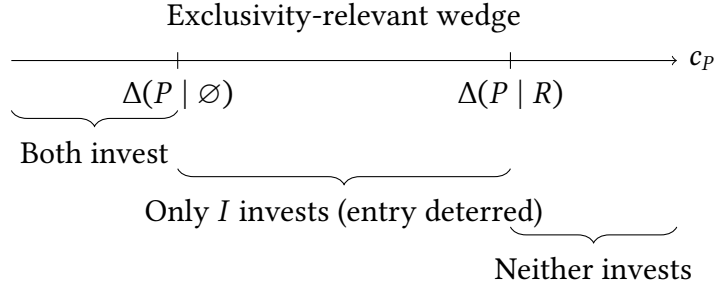 Exclusivity-relevant wedge
c_P
Δ(P | ∅) Δ(P | R)
Both invest
Only I invests (entry deterred)
Neither invests